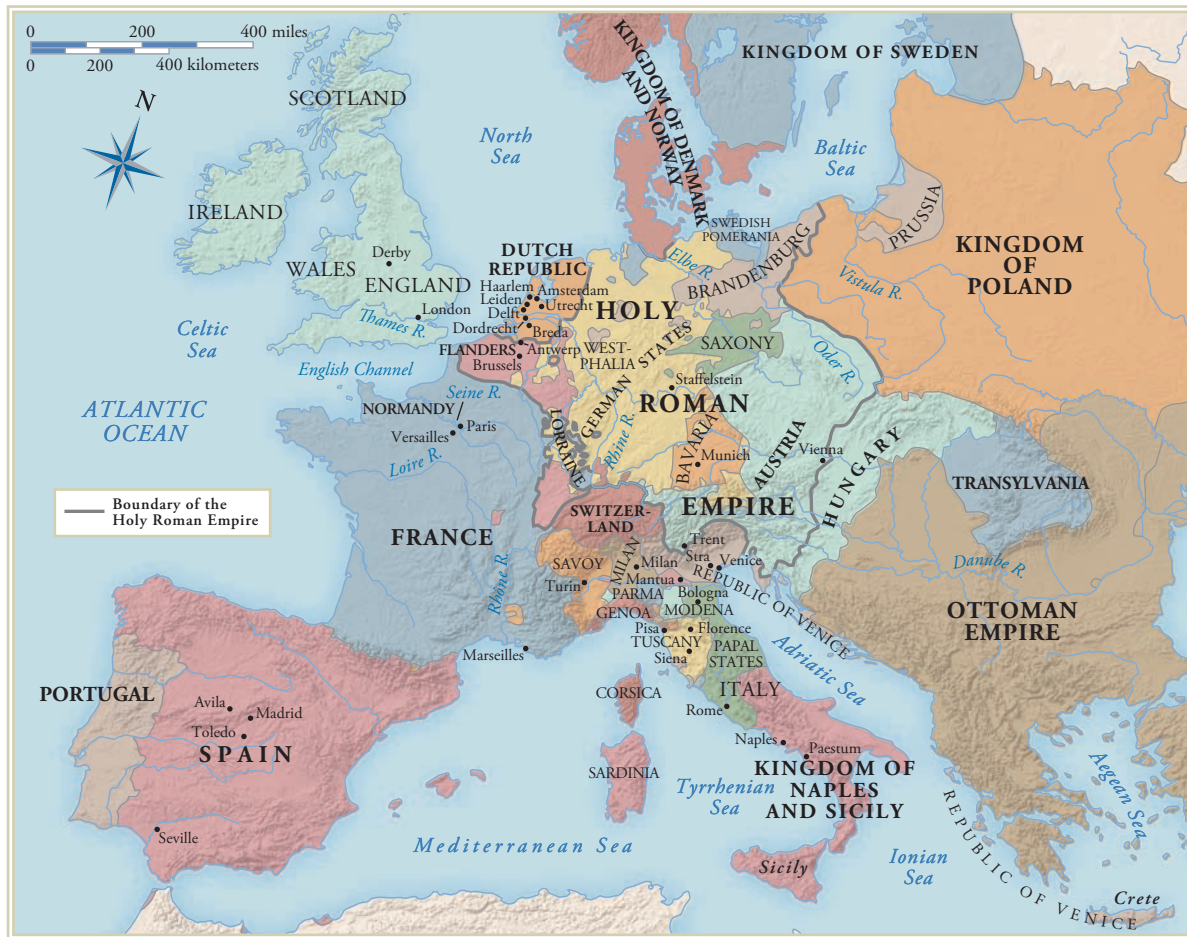 0 200 400 miles
0 200 400 kilometers
N
SCOTLAND
North
Sea
KINGDOM OF DENMARK
AND NORWAY
KINGDOM OF SWEDEN
Baltic
Sea
IRELAND
Derby
WALES
ENGLAND
London
Thames R.
Celtic
Sea
English Channel
ATLANTIC
OCEAN
DUTCH
REPUBLIC
Haarlem
Amsterdam
Leiden
Utrecht
Delft
Dordrecht
Breda
FLANDERS
Antwerp
Brussels
SWEDISH
POMERANIA
Elbe R.
BRANDENBURG
PRUSSIA
KINGDOM
OF
POLAND
Vistula R.
HOLY
ROMAN
EMPIRE
WEST-
PHALIA
GERMAN STATES
SAXONY
Oder R.
Staffelstein
Seine R.
NORMANDY
Paris
Versailles
Loire R.
LORRAINE
Rhine R.
BAVARIA
Munich
AUSTRIA
Vienna
HUNGARY
TRANSYLVANIA
Boundary of the
Holy Roman Empire
FRANCE
SWITZER-
LAND
Rhone R.
SAVOY
Turin
MILAN
Milan
Trent
Stra
Venice
Mantua
REPUBLIC OF VENICE
PARMA
Bologna
MODENA
GENOA
Pisa
Florence
TUSCANY
Siena
PAPAL
STATES
Adriatic Sea
Danube R.
OTTOMAN
EMPIRE
Marseilles
CORSICA
ITALY
Rome
PORTUGAL
Avila
Madrid
Toledo
SPAIN
Seville
SARDINIA
Naples
Paestum
KINGDOM OF
NAPLES
AND SICILY
Tyrrhenian
Sea
Mediterranean Sea
Sicily
Ionian
Sea
Aegean Sea
REPUBLIC OF VENICE
Crete